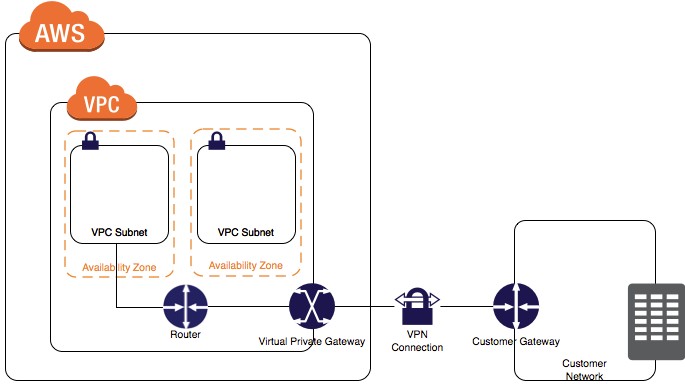 AWS
VPC
VPC Subnet
VPC Subnet
Availability Zone
Availability Zone
Router
Virtual Private Gateway
VPN
Connection
Customer Gateway
Customer
Network